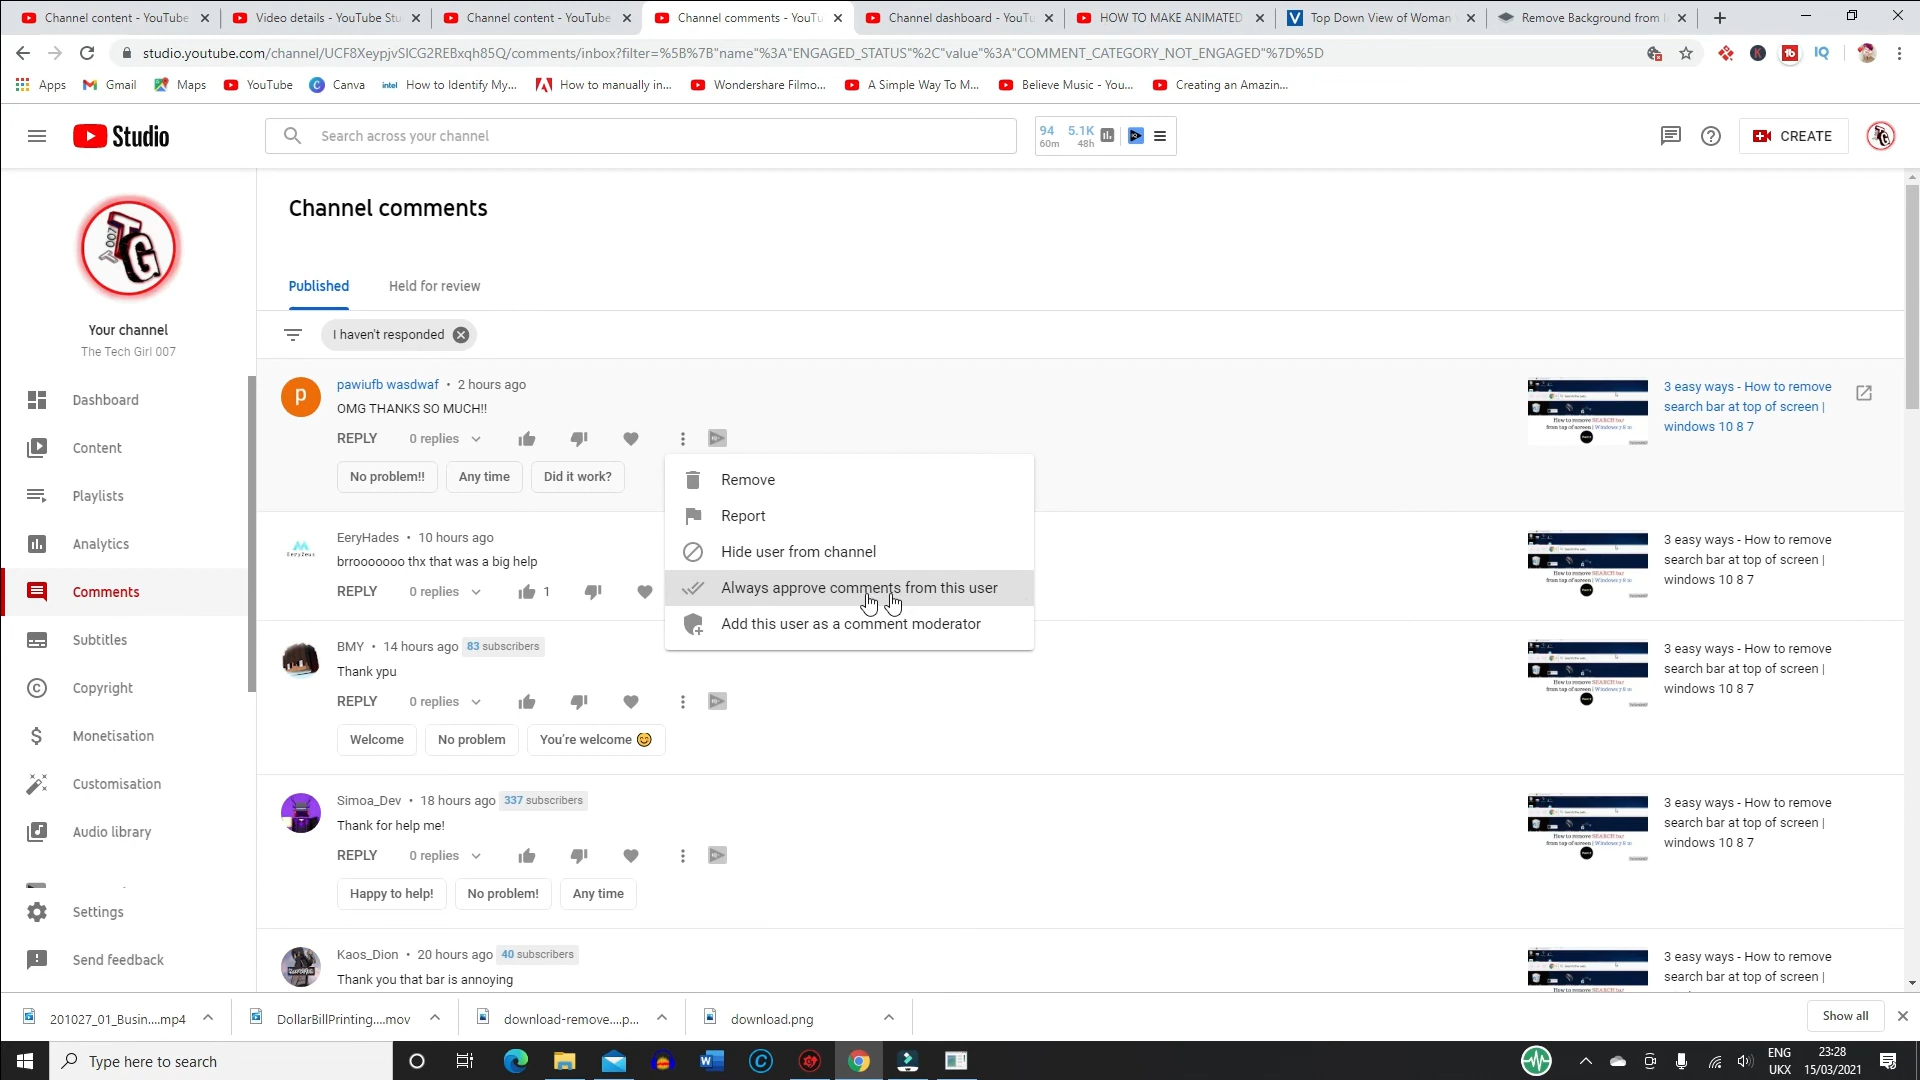 Channel content - YouTube
Video details - YouTube Stu
Channel content - YouTube
Channel comments - YouTu
Channel dashboard - YouTu
HOW TO MAKE ANIMATED
Top Down View of Woman
Remove Background from I
studio.youtube.com/channel/UCF8XeypjvSlCG2REBxqh85Q/comments/inbox?filter=%5B%7B"name"%3A"ENGAGED_STATUS"%2C"value"%3A"COMMENT_CATEGORY_NOT_ENGAGED"%7D%5D
Apps
Gmail
Maps
YouTube
Canva
intel How to Identify My...
How to manually in...
Wondershare Filmo...
A Simple Way To M...
Believe Music - You...
Creating an Amazin...
Studio
Search across your channel
94 60m
5.1K 48h
CREATE
Your channel
The Tech Girl 007
Dashboard
Content
Playlists
Analytics
Comments
Subtitles
Copyright
Monetisation
Customisation
Audio library
Settings
Send feedback
Channel comments
Published
Held for review
I haven't responded
P
pawiufb wasdwaf • 2 hours ago
OMG THANKS SO MUCH!!
REPLY 0 replies
No problem!! Any time Did it work?
3 easy ways - How to remove
search bar at top of screen |
windows 10 8 7
Remove
Report
Hide user from channel
Always approve comments from this user
Add this user as a comment moderator
EeryHades • 10 hours ago
brrooooooo thx that was a big help
REPLY 0 replies 1
3 easy ways - How to remove
search bar at top of screen |
windows 10 8 7
BMY • 14 hours ago 83 subscribers
Thank ypu
REPLY 0 replies
Welcome No problem You're welcome 😊
3 easy ways - How to remove
search bar at top of screen |
windows 10 8 7
Simoa_Dev • 18 hours ago 337 subscribers
Thank for help me!
REPLY 0 replies
Happy to help! No problem! Any time
3 easy ways - How to remove
search bar at top of screen |
windows 10 8 7
Kaos_Dion • 20 hours ago 40 subscribers
Thank you that bar is annoying
3 easy ways - How to remove
search bar at top of screen |
201027_01_Busin....mp4
DollarBillPrinting....mov
download-remove....p...
download.png
Show all
Type here to search
ENG
UKX
23:28
15/03/2021